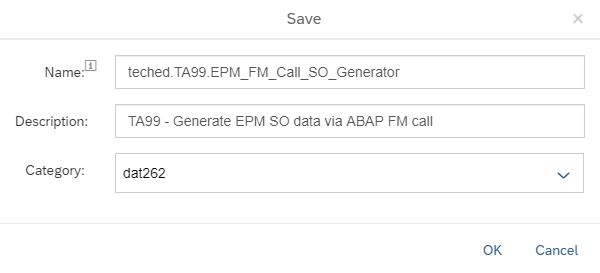 Save
Name: teched.TA99.EPM_FM_Call_SO_Generator
Description: TA99 - Generate EPM SO data via ABAP FM call
Category: dat262
OK Cancel